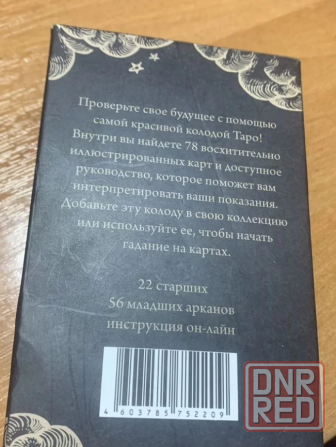 Проверьте свое будущее с помощью
самой красивой колодой Таро!
Внутри вы найдете 78 восхитительно
иллюстрированных карт и доступное
руководство, которое поможет вам
интерпретировать ваши показания.
Добавьте эту колоду в свою коллекцию
или используйте ее, чтобы начать
гадание на картах.
22 старших
56 младших арканов
инструкция он-лайн
4 603785 752209
DNR
RED